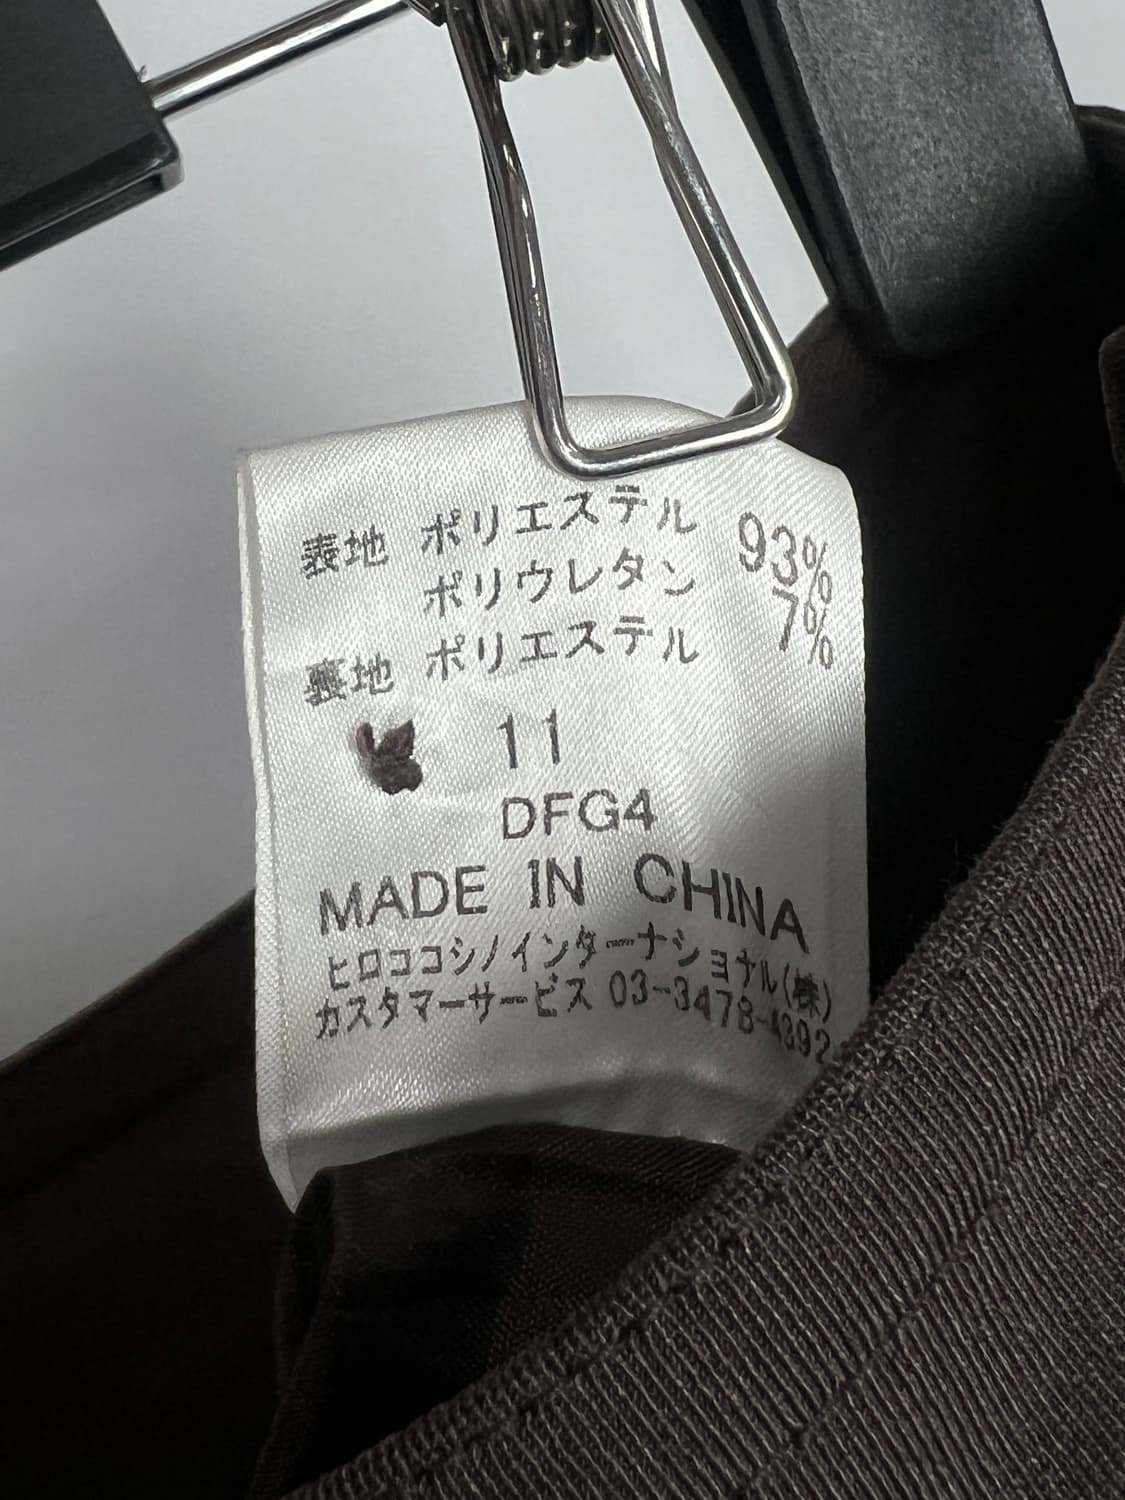 表地 ポリエステル 93%
ポリウレタン 7%
裏地 ポリエステル
11
DFG4
MADE IN CHINA
ヒロココシノインターナショナル(株)
カスタマーサービス 03-3478-4392